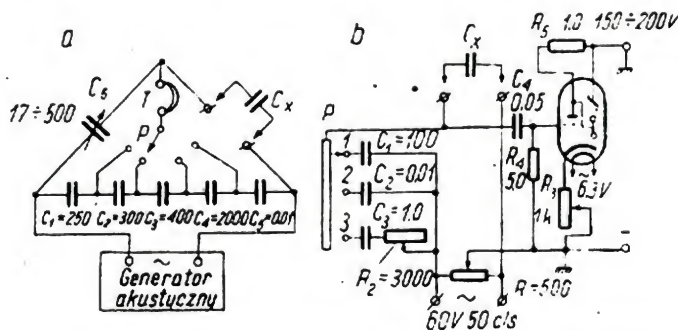 a
C5
17÷500
T
P
Cx
C1=250 C2=300 C3=400 C4=2000 C5=0.01
~
Generator
akustyczny
b
Cx
R5 1.0 150÷200V
C4
0.05
P
1 C1=100
2 C2=0.01
3 C3=1.0
R4
5.0
~
6.3V
R3
1k
R2=3000
R=500
~
60V 50 c/s